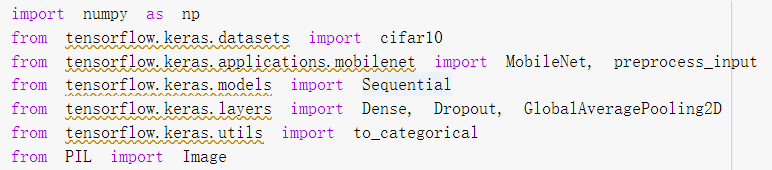 import numpy as np
from tensorflow.keras.datasets import cifar10
from tensorflow.keras.applications.mobilenet import MobileNet, preprocess_input
from tensorflow.keras.models import Sequential
from tensorflow.keras.layers import Dense, Dropout, GlobalAveragePooling2D
from tensorflow.keras.utils import to_categorical
from PIL import Image